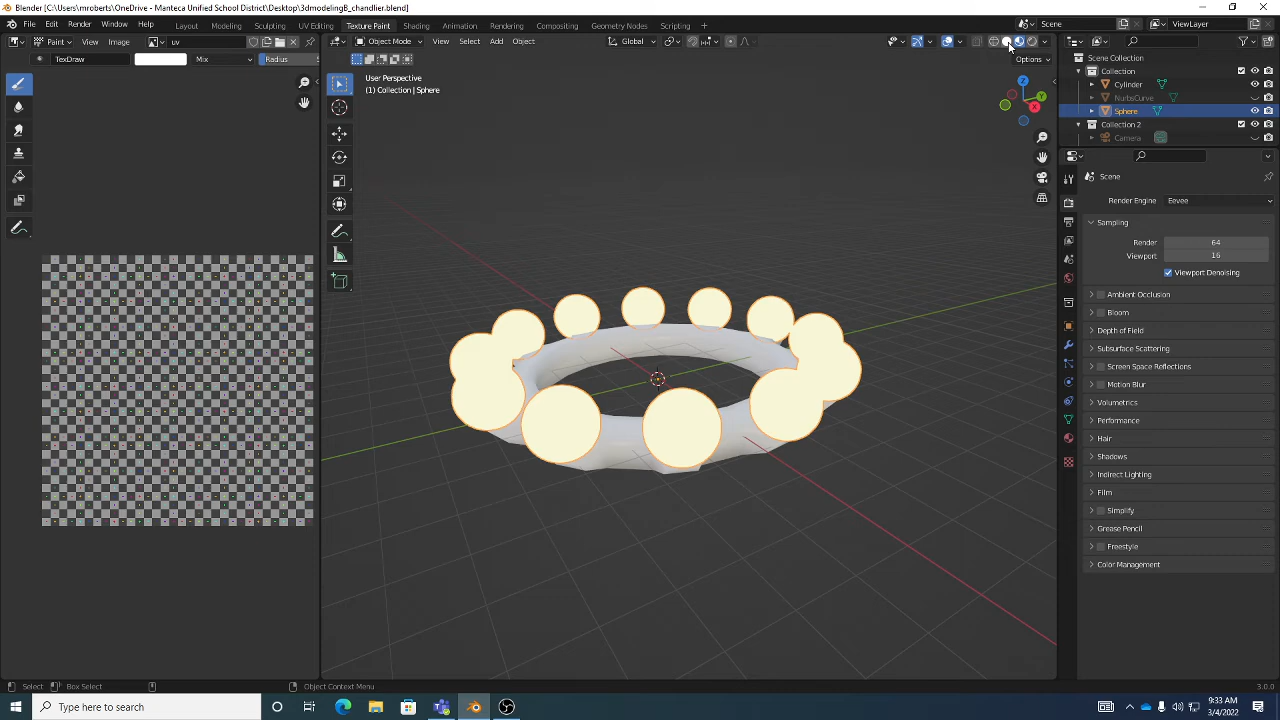 Blender [C:\Users\mroberts\OneDrive - Manteca Unified School District\Desktop\3dmodelingB_chandlier.blend]
File Edit Render Window Help Layout Modeling Sculpting UV Editing Texture Paint Shading Animation Rendering Compositing Geometry Nodes Scripting + Scene ViewLayer
Paint View Image uv Object Mode View Select Add Object Global
TexDraw Mix Radius Options
User Perspective
(1) Collection | Sphere
Scene Collection
Collection
Cylinder
NurbsCurve
Sphere
Collection 2
Camera
Z
Y
X
Scene
Render Engine Eevee
Sampling
Render 64
Viewport 16
Viewport Denoising
Ambient Occlusion
Bloom
Depth of Field
Subsurface Scattering
Screen Space Reflections
Motion Blur
Volumetrics
Performance
Hair
Shadows
Indirect Lighting
Film
Simplify
Grease Pencil
Freestyle
Color Management
Select Box Select Object Context Menu 3.0.0
Type here to search
9:33 AM
3/4/2022